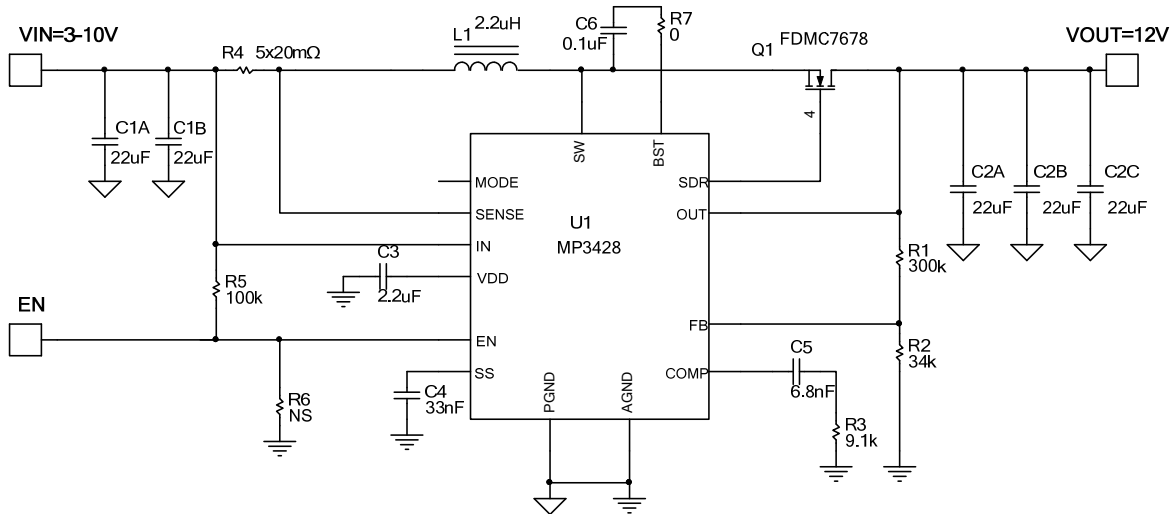 VIN=3-10V
R4 5x20mΩ
L1
2.2uH
C6
0.1uF
R7
0
Q1
FDMC7678
VOUT=12V
C1A
22uF
C1B
22uF
4
SW
BST
MODE
SENSE
IN
VDD
EN
SS
U1
MP3428
SDR
OUT
FB
COMP
PGND
AGND
C2A
22uF
C2B
22uF
C2C
22uF
C3
2.2uF
R5
100k
EN
R6
NS
C4
33nF
C5
6.8nF
R3
9.1k
R1
300k
R2
34k